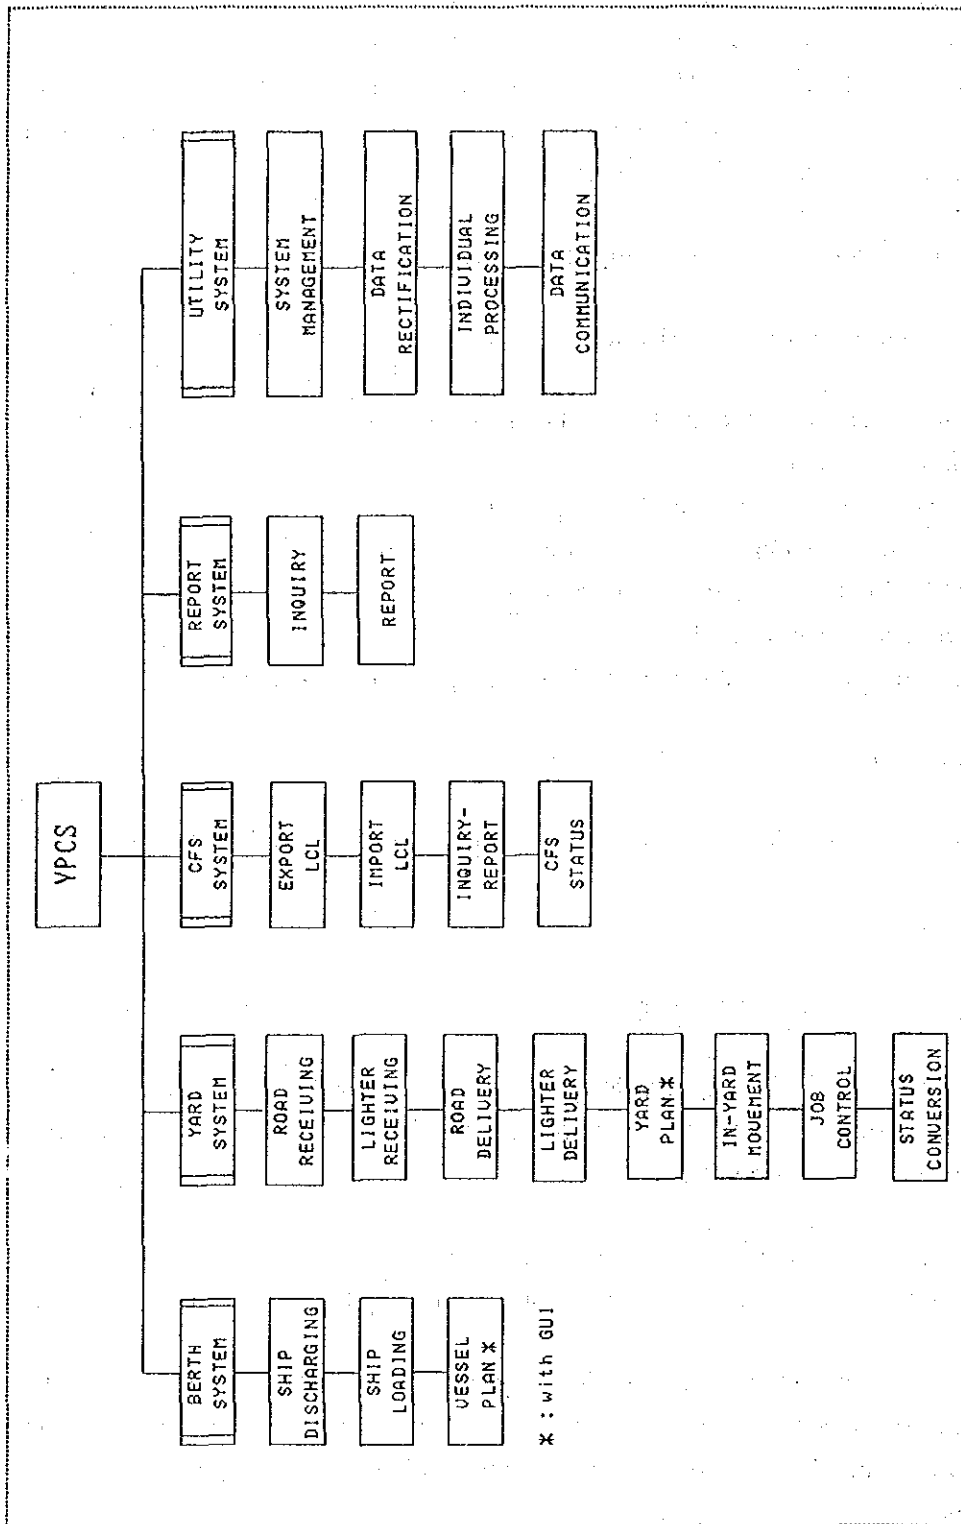 YPCS
BERTH
SYSTEM
SHIP
DISCHARGING
SHIP
LOADING
VESSEL
PLAN *
* : with GUI
YARD
SYSTEM
ROAD
RECEIVING
LIGHTER
RECEIVING
ROAD
DELIVERY
LIGHTER
DELIVERY
YARD
PLAN *
IN-YARD
MOVEMENT
JOB
CONTROL
STATUS
CONVERSION
CFS
SYSTEM
EXPORT
LCL
IMPORT
LCL
INQUIRY-
REPORT
CFS
STATUS
REPORT
SYSTEM
INQUIRY
REPORT
UTILITY
SYSTEM
SYSTEM
MANAGEMENT
DATA
RECTIFICATION
INDIVIDUAL
PROCESSING
DATA
COMMUNICATION